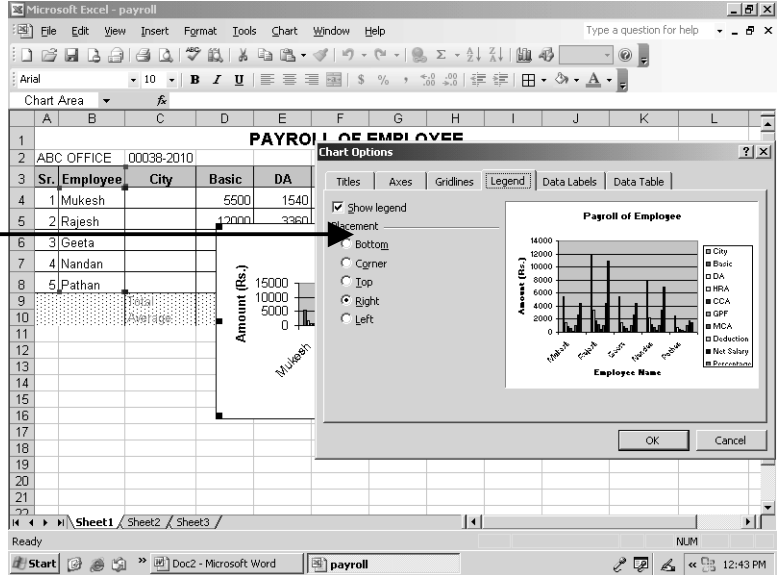 Microsoft Excel - payroll
File Edit View Insert Format Tools Chart Window Help
Type a question for help
Arial 10 B I U
Chart Area fx
A B C D E F G H I J K L
1 PAYROLL OF EMPLOYEE
2 ABC OFFICE 00038-2010
3 Sr. Employee City Basic DA
4 1 Mukesh 5500 1540
5 2 Rajesh 12000 3360
6 3 Geeta
7 4 Nandan
8 5 Pathan
9 Total
10 Average
11
12
13
14
15
16
17
18
19
20
21
22
Amount (Rs.)
15000
10000
5000
0
Mukesh
Chart Options
Titles Axes Gridlines Legend Data Labels Data Table
Show legend
Placement
Bottom
Corner
Top
Right
Left
Payroll of Employee
Amount (Rs.)
14000
12000
10000
8000
6000
4000
2000
0
Mukesh Rajesh Geeta Nandan Pathan
Employee Name
City
Basic
DA
HRA
CCA
GPF
MCA
Deduction
Net Salary
Percentage
OK Cancel
Sheet1 Sheet2 Sheet3
Ready NUM
Start Doc2 - Microsoft Word payroll 12:43 PM